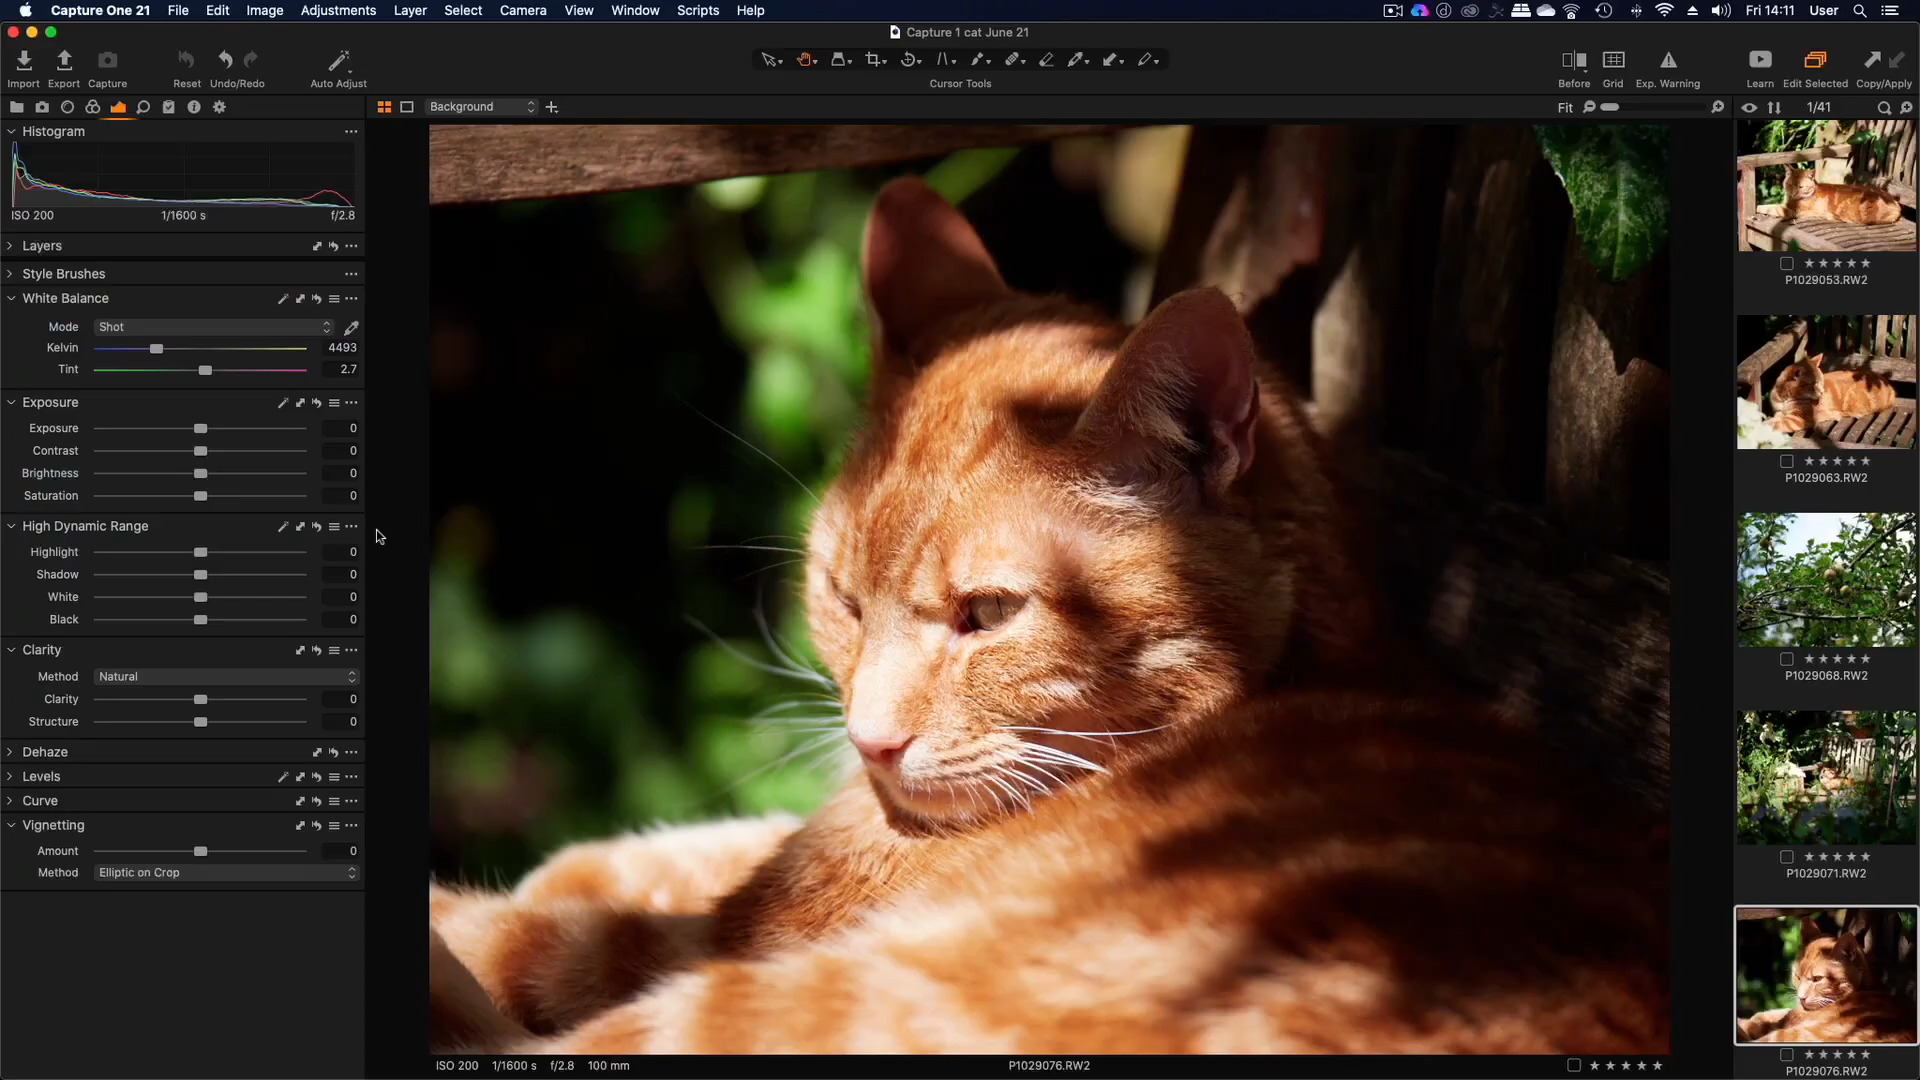 Capture One 21 File Edit Image Adjustments Layer Select Camera View Window Scripts Help Fri 14:11 User
Capture 1 cat June 21
Import Export Capture Reset Undo/Redo Auto Adjust Cursor Tools Before Grid Exp. Warning Learn Edit Selected Copy/Apply
Background Fit 1/41
Histogram
ISO 200 1/1600 s f/2.8
Layers
Style Brushes
White Balance
Mode Shot
Kelvin 4493
Tint 2.7
Exposure
Exposure 0
Contrast 0
Brightness 0
Saturation 0
High Dynamic Range
Highlight 0
Shadow 0
White 0
Black 0
Clarity
Method Natural
Clarity 0
Structure 0
Dehaze
Levels
Curve
Vignetting
Amount 0
Method Elliptic on Crop
ISO 200 1/1600 s f/2.8 100 mm P1029076.RW2
P1029053.RW2
P1029063.RW2
P1029068.RW2
P1029071.RW2
P1029076.RW2